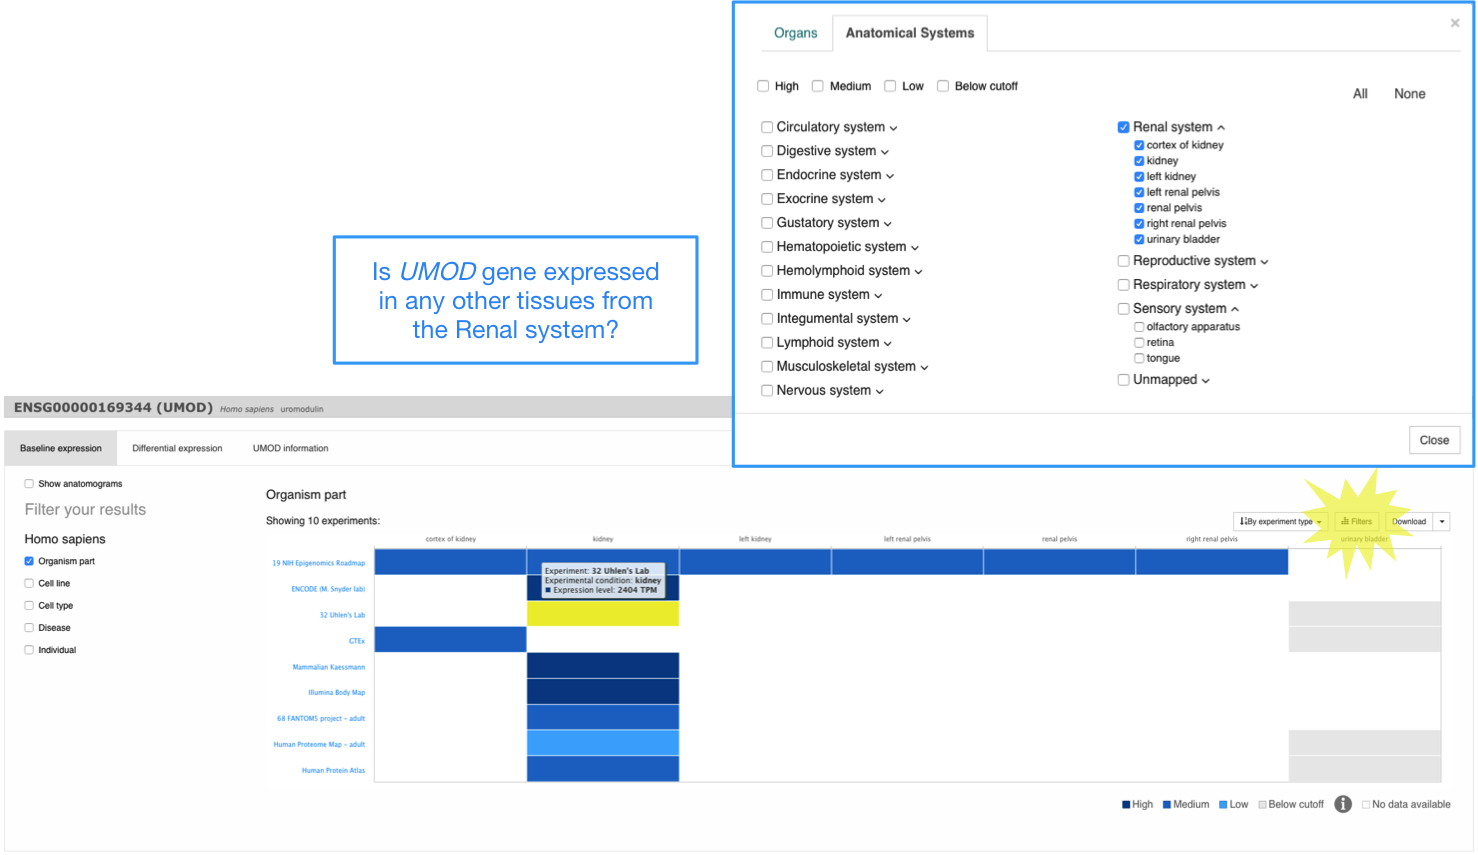 Organs
Anatomical Systems
×
High
Medium
Low
Below cutoff
All
None
Circulatory system
Digestive system
Endocrine system
Exocrine system
Gustatory system
Hematopoietic system
Hemolymphoid system
Immune system
Integumental system
Lymphoid system
Musculoskeletal system
Nervous system
Renal system
cortex of kidney
kidney
left kidney
left renal pelvis
renal pelvis
right renal pelvis
urinary bladder
Reproductive system
Respiratory system
Sensory system
olfactory apparatus
retina
tongue
Unmapped
Close
Is UMOD gene expressed
in any other tissues from
the Renal system?
ENSG00000169344 (UMOD) Homo sapiens uromodulin
Baseline expression
Differential expression
UMOD information
Show anatomograms
Filter your results
Homo sapiens
Organism part
Cell line
Cell type
Disease
Individual
Organism part
Showing 10 experiments:
By experiment type
Filters
Download
cortex of kidney
kidney
left kidney
left renal pelvis
renal pelvis
right renal pelvis
urinary bladder
19 NIH Epigenomics Roadmap
ENCODE (M. Snyder lab)
32 Uhlen's Lab
GTEx
Mammalian Kaessmann
Illumina Body Map
68 FANTOM5 project – adult
Human Proteome Map – adult
Human Protein Atlas
Experiment: 32 Uhlen's Lab
Experimental condition: kidney
Expression level: 2404 TPM
High
Medium
Low
Below cutoff
i
No data available